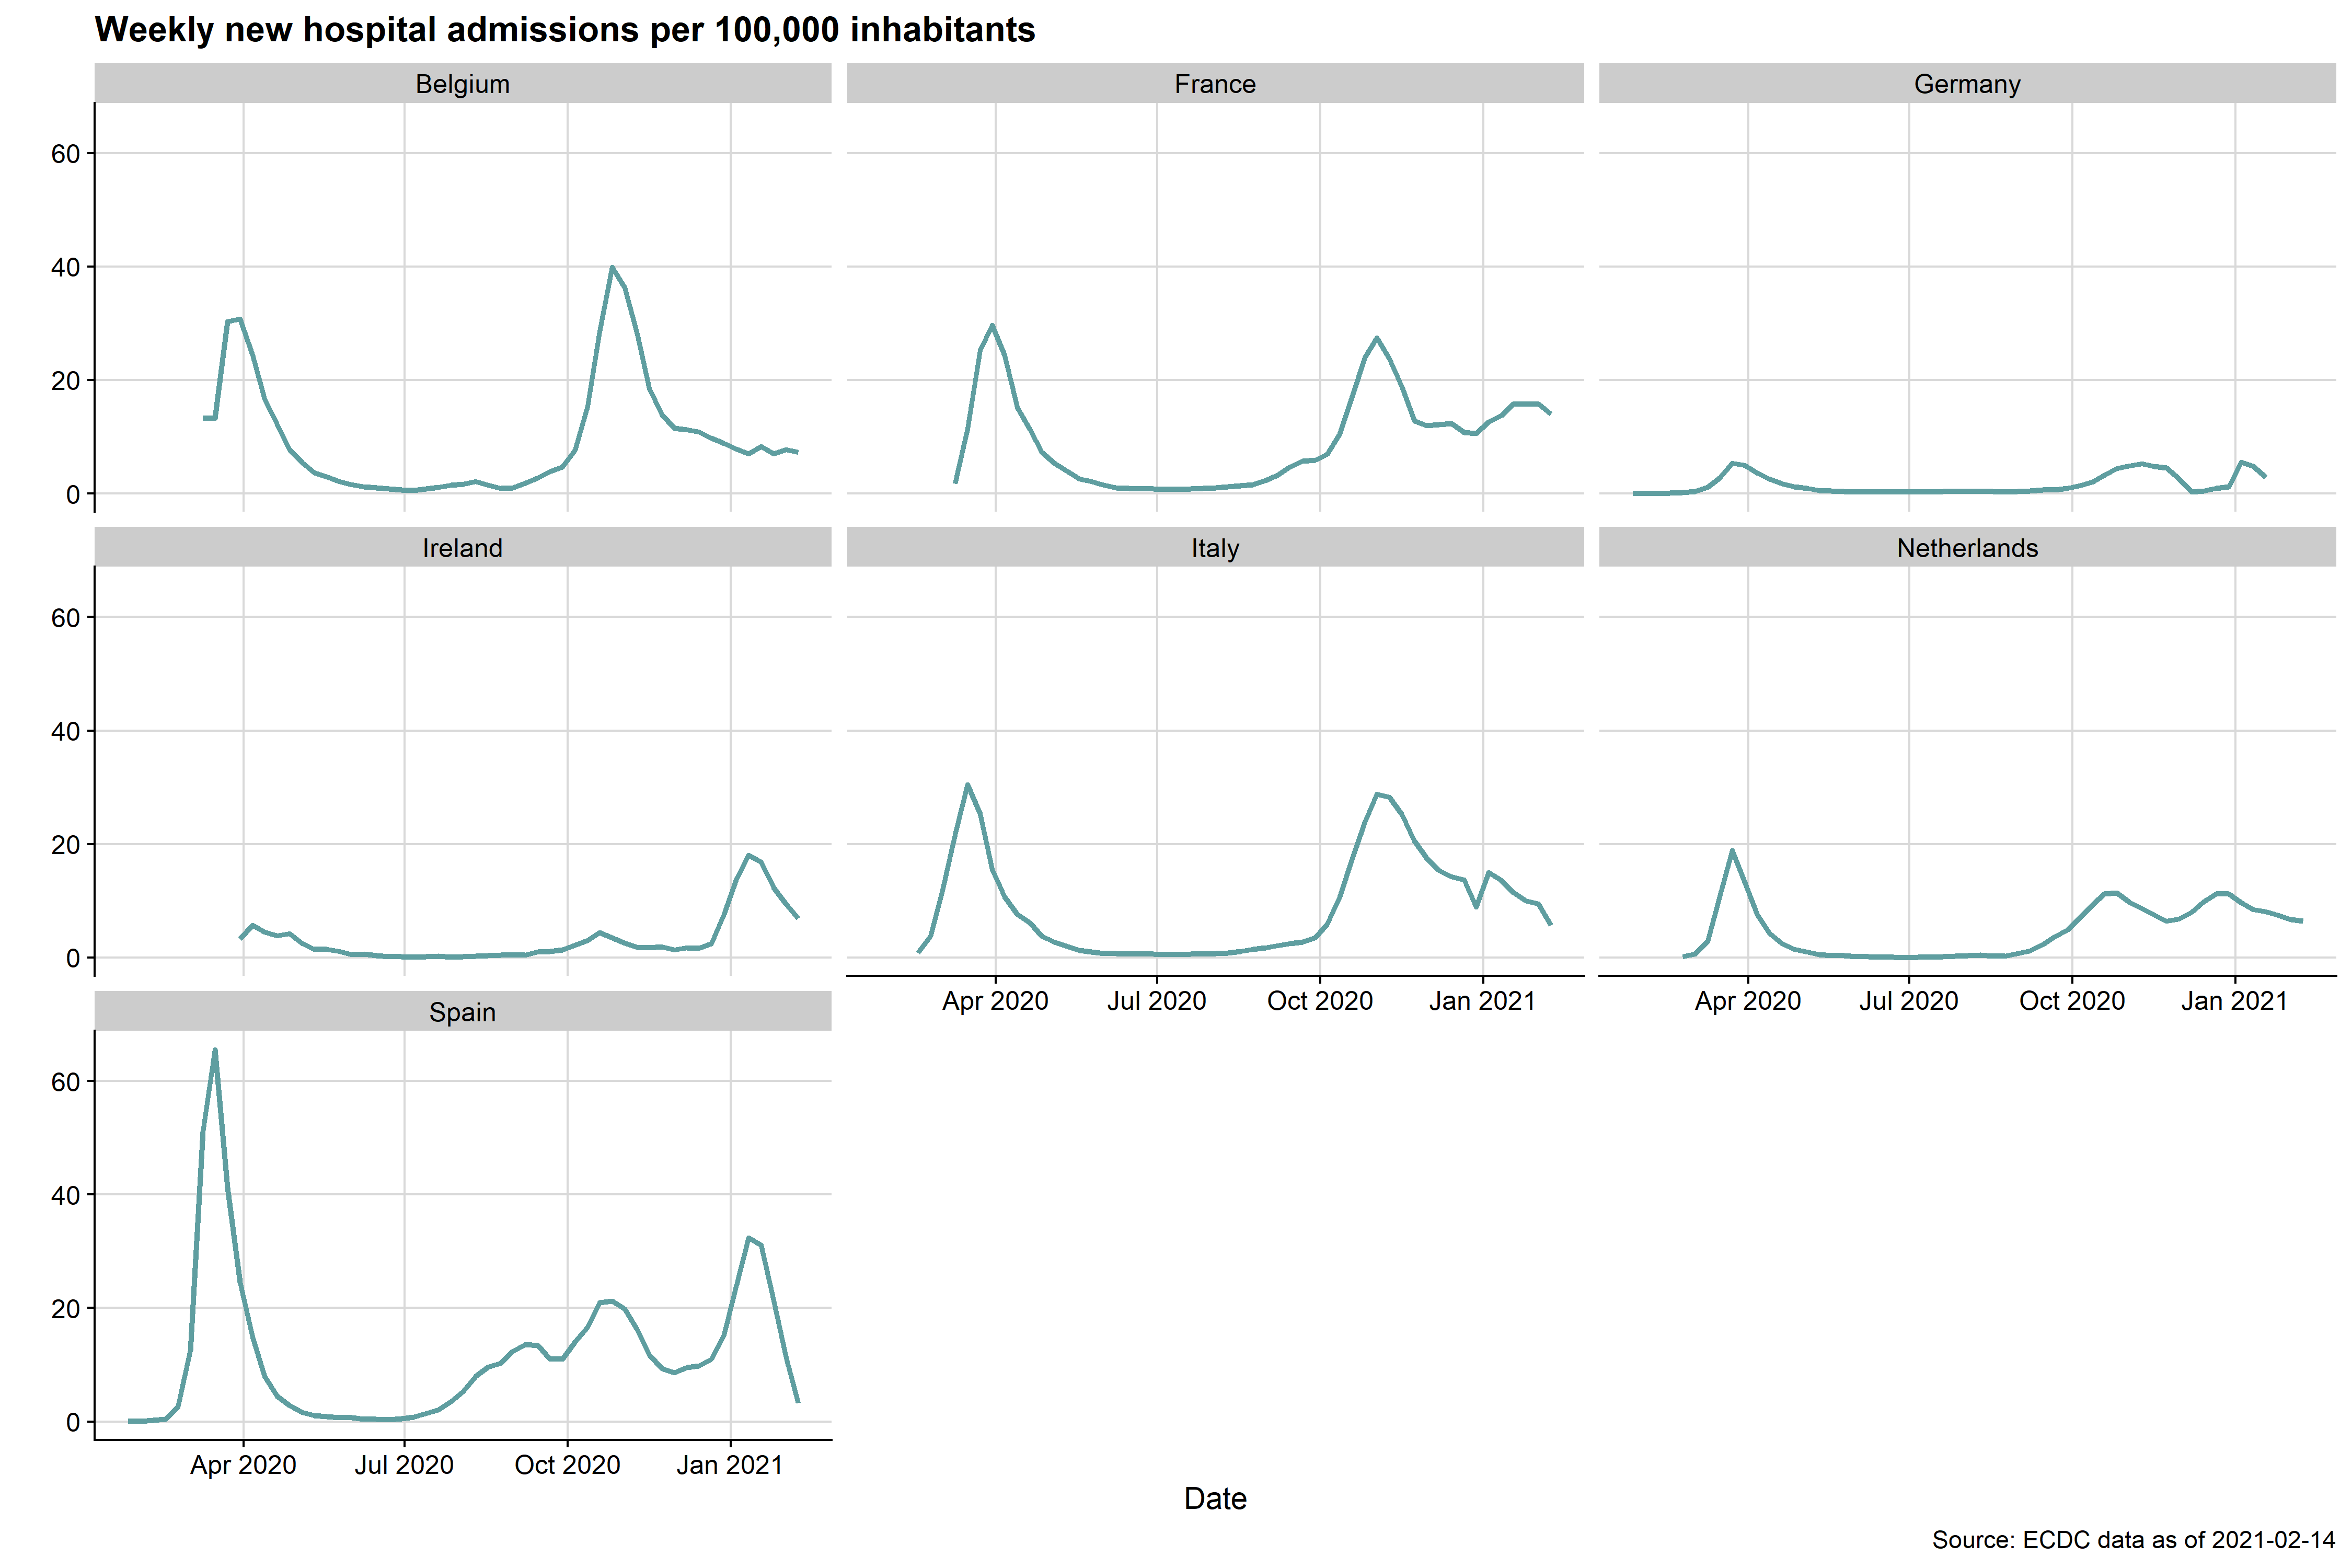 Weekly new hospital admissions per 100,000 inhabitants
Belgium
France
Germany
60
40
20
0
Ireland
Italy
Netherlands
60
40
20
0
Apr 2020 Jul 2020 Oct 2020 Jan 2021
Apr 2020 Jul 2020 Oct 2020 Jan 2021
Spain
60
40
20
0
Apr 2020 Jul 2020 Oct 2020 Jan 2021
Date
Source: ECDC data as of 2021-02-14